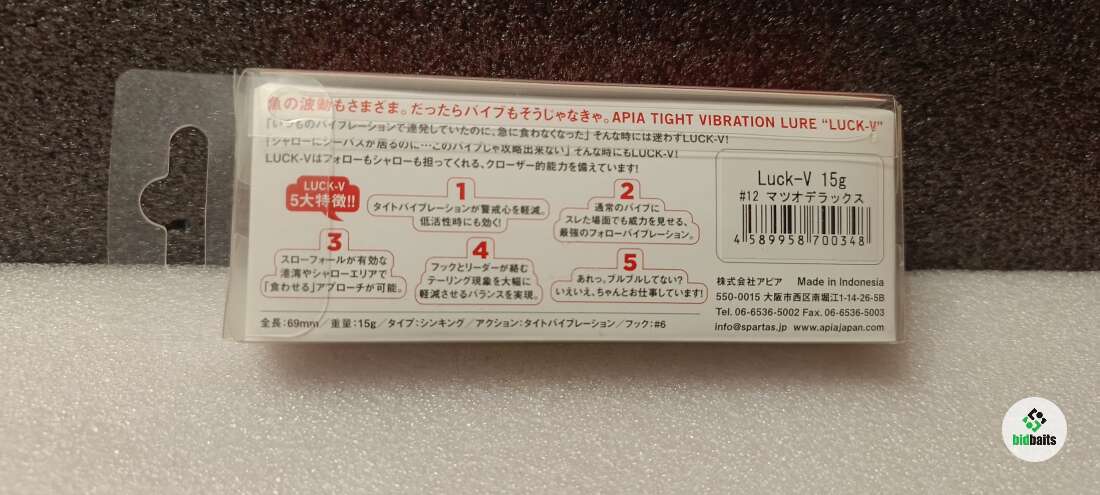 魚の波動もさまざま。だったらバイブもそうじゃなきゃ。APIA TIGHT VIBRATION LURE “LUCK-V”
「いつものバイブレーションで連発していたのに、急に食わなくなった」そんな時には迷わずLUCK-V!
「シャローにシーバスが居るのに…このバイブじゃ攻略出来ない」そんな時にもLUCK-V!
LUCK-Vはフォローもシャローも担ってくれる、クローザー的能力を備えています!
LUCK-V
5大特徴!!
1
タイトバイブレーションが警戒心を軽減。
低活性時にも効く!
2
通常のバイブに
スレた場面でも威力を見せる、
最強のフォローバイブレーション。
3
スローフォールが有効な
港湾やシャローエリアで
「食わせる」アプローチが可能。
4
フックとリーダーが絡む
テーリング現象を大幅に
軽減させるバランスを実現。
5
あれっ、ブルブルしてない?
いえいえ、ちゃんとお仕事しています!
全長:69mm/重量:15g/タイプ:シンキング/アクション:タイトバイブレーション/フック:#6
Luck-V 15g
#12 マツオデラックス
4 589958 700348
株式会社アピア Made in Indonesia
550-0015 大阪市西区南堀江1-14-26-5B
Tel. 06-6536-5002 Fax. 06-6536-5003
info@spartas.jp www.apiajapan.com
bidbaits